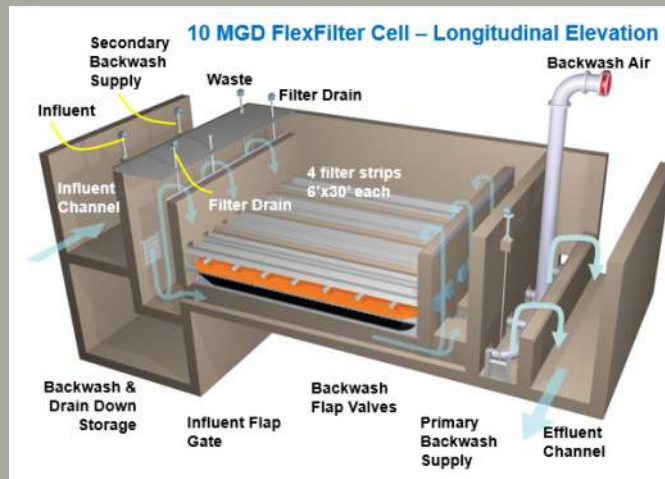 10 MGD FlexFilter Cell – Longitudinal Elevation
Secondary
Backwash
Supply
Waste
Backwash Air
Influent
Filter Drain
4 filter strips
6'x30' each
Influent
Channel
Filter Drain
Backwash &
Drain Down
Storage
Influent Flap
Gate
Backwash
Flap Valves
Primary
Backwash
Supply
Effluent
Channel